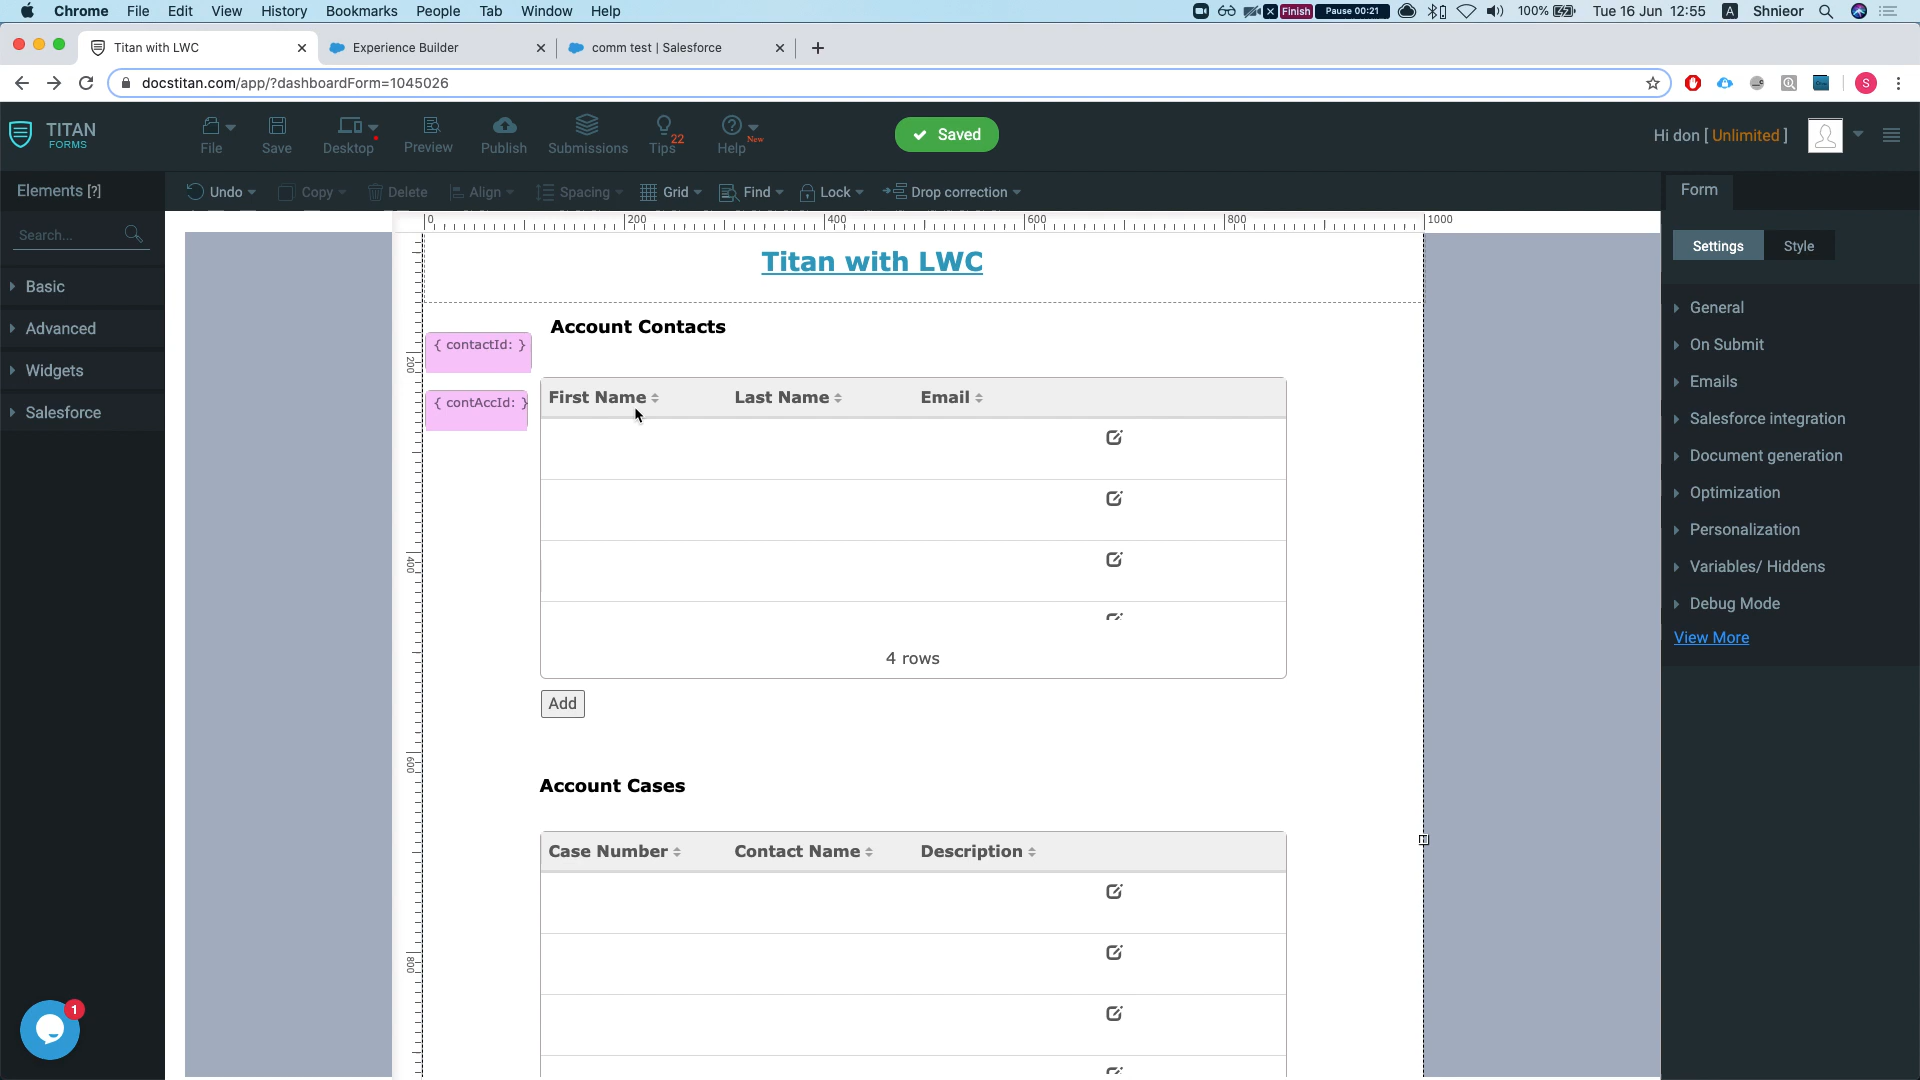 Chrome File Edit View History Bookmarks People Tab Window Help
Finish Pause 00:21 100% Tue 16 Jun 12:55 A Shnieor
Titan with LWC Experience Builder comm test | Salesforce
docstitan.com/app/?dashboardForm=1045026 S
TITAN
FORMS
File Save Desktop Preview Publish Submissions Tips 22 Help New
Saved
Hi don [ Unlimited ]
Elements [?]
Undo Copy Delete Align Spacing Grid Find Lock Drop correction
Form
Search...
0 200 400 600 800 1000
Settings Style
Titan with LWC
Basic
Advanced
Widgets
Salesforce
Account Contacts
{ contactId: }
{ contAccId: }
200
400
600
800
First Name Last Name Email
4 rows
Add
Account Cases
Case Number Contact Name Description
General
On Submit
Emails
Salesforce integration
Document generation
Optimization
Personalization
Variables/ Hiddens
Debug Mode
View More
1